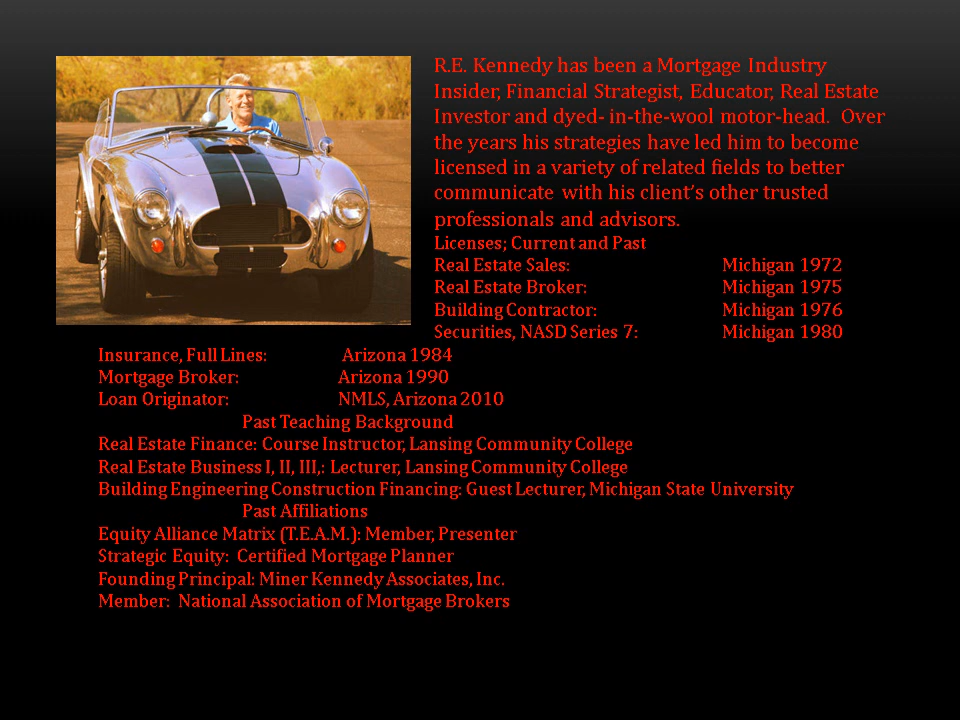 R.E. Kennedy has been a Mortgage Industry
Insider, Financial Strategist, Educator, Real Estate
Investor and dyed- in-the-wool motor-head.  Over
the years his strategies have led him to become
licensed in a variety of related fields to better
communicate with his client’s other trusted
professionals and advisors.
Licenses; Current and Past
Real Estate Sales: Michigan 1972
Real Estate Broker: Michigan 1975
Building Contractor: Michigan 1976
Securities, NASD Series 7: Michigan 1980
Insurance, Full Lines: Arizona 1984
Mortgage Broker: Arizona 1990
Loan Originator: NMLS, Arizona 2010
Past Teaching Background
Real Estate Finance: Course Instructor, Lansing Community College
Real Estate Business I, II, III,: Lecturer, Lansing Community College
Building Engineering Construction Financing: Guest Lecturer, Michigan State University
Past Affiliations
Equity Alliance Matrix (T.E.A.M.): Member, Presenter
Strategic Equity:  Certified Mortgage Planner
Founding Principal: Miner Kennedy Associates, Inc.
Member:  National Association of Mortgage Brokers